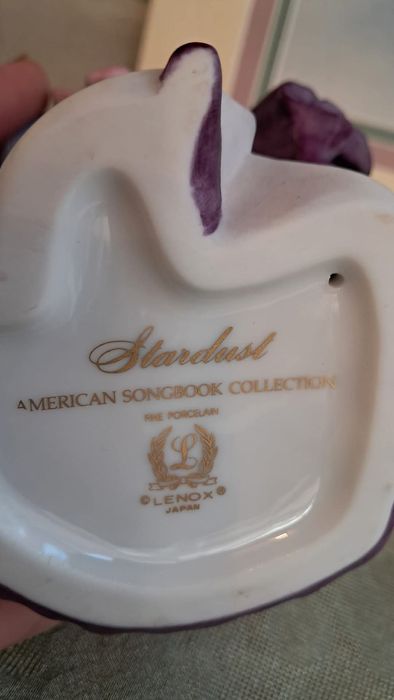 Stardust
AMERICAN SONGBOOK COLLECTION
FINE PORCELAIN
L
© LENOX ®
JAPAN